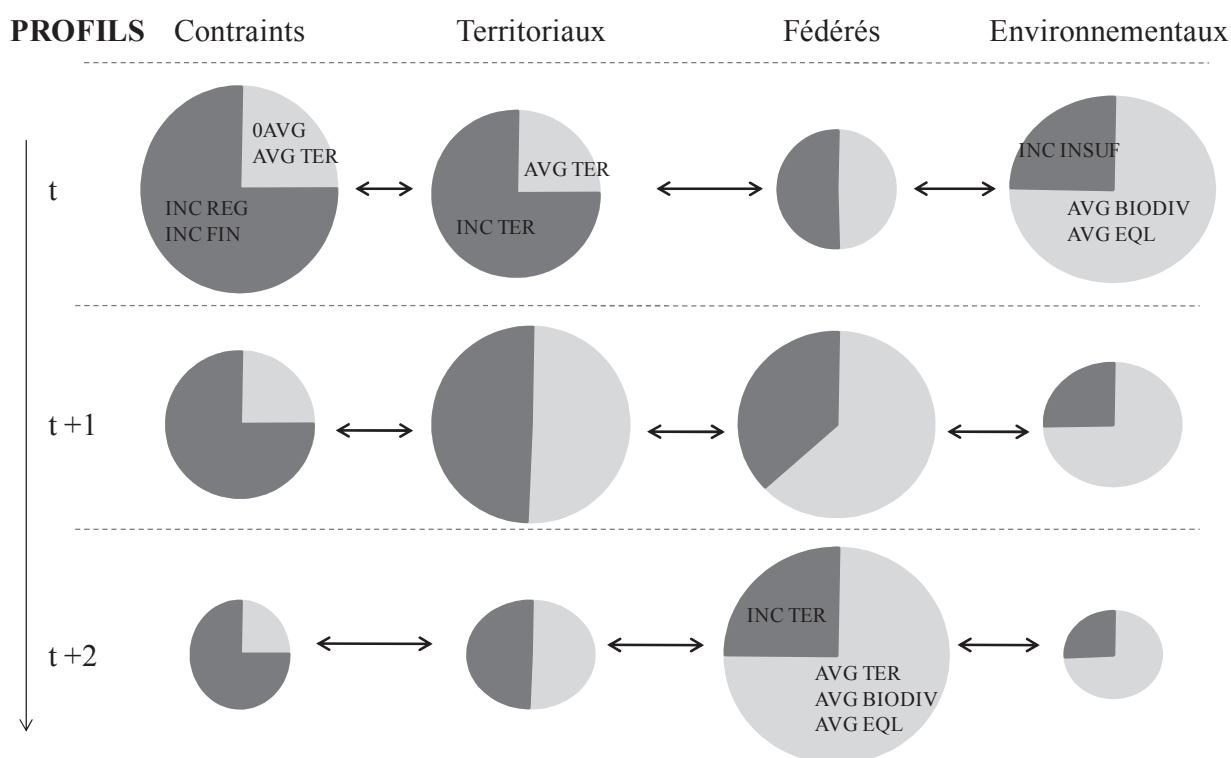 PROFILS Contraints Territoriaux Fédérés Environnementaux
t
0AVG
AVG TER
INC REG
INC FIN
AVG TER
INC TER
INC INSUF
AVG BIODIV
AVG EQL
t +1
t +2
INC TER
AVG TER
AVG BIODIV
AVG EQL